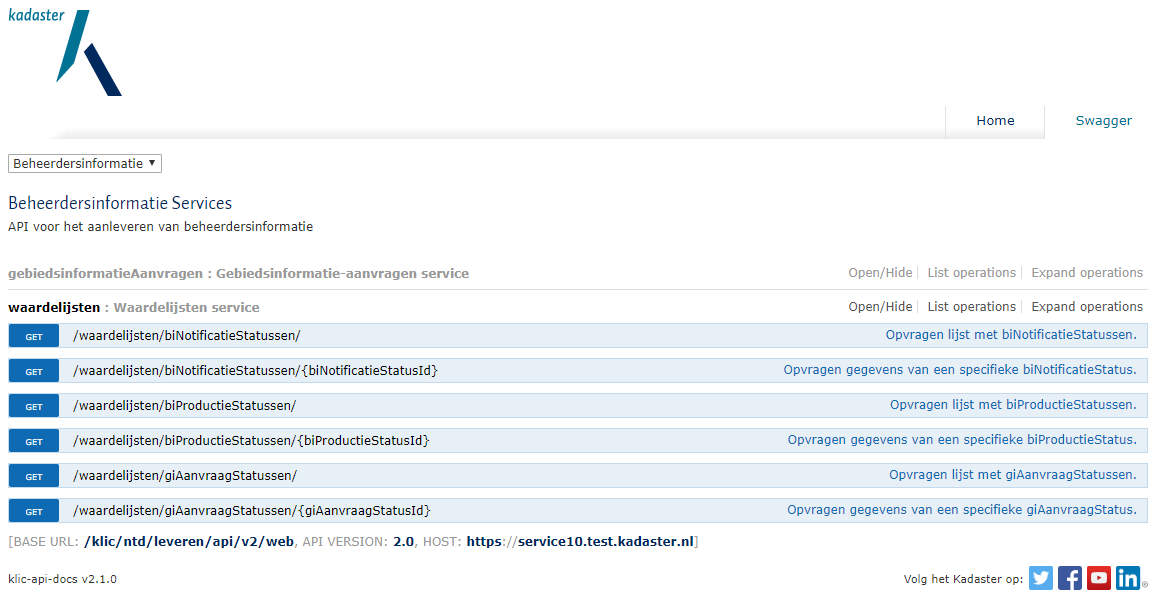 kadaster
Home Swagger
Beheerdersinformatie ▼
Beheerdersinformatie Services
API voor het aanleveren van beheerdersinformatie
gebiedsinformatieAanvragen : Gebiedsinformatie-aanvragen service Open/Hide List operations Expand operations
waardelijsten : Waardelijsten service Open/Hide List operations Expand operations
GET /waardelijsten/biNotificatieStatussen/ Opvragen lijst met biNotificatieStatussen.
GET /waardelijsten/biNotificatieStatussen/{biNotificatieStatusId} Opvragen gegevens van een specifieke biNotificatieStatus.
GET /waardelijsten/biProductieStatussen/ Opvragen lijst met biProductieStatussen.
GET /waardelijsten/biProductieStatussen/{biProductieStatusId} Opvragen gegevens van een specifieke biProductieStatus.
GET /waardelijsten/giAanvraagStatussen/ Opvragen lijst met giAanvraagStatussen.
GET /waardelijsten/giAanvraagStatussen/{giAanvraagStatusId} Opvragen gegevens van een specifieke giAanvraagStatus.
[BASE URL: /klic/ntd/leveren/api/v2/web, API VERSION: 2.0, HOST: https://service10.test.kadaster.nl]
klic-api-docs v2.1.0 Volg het Kadaster op: in ®